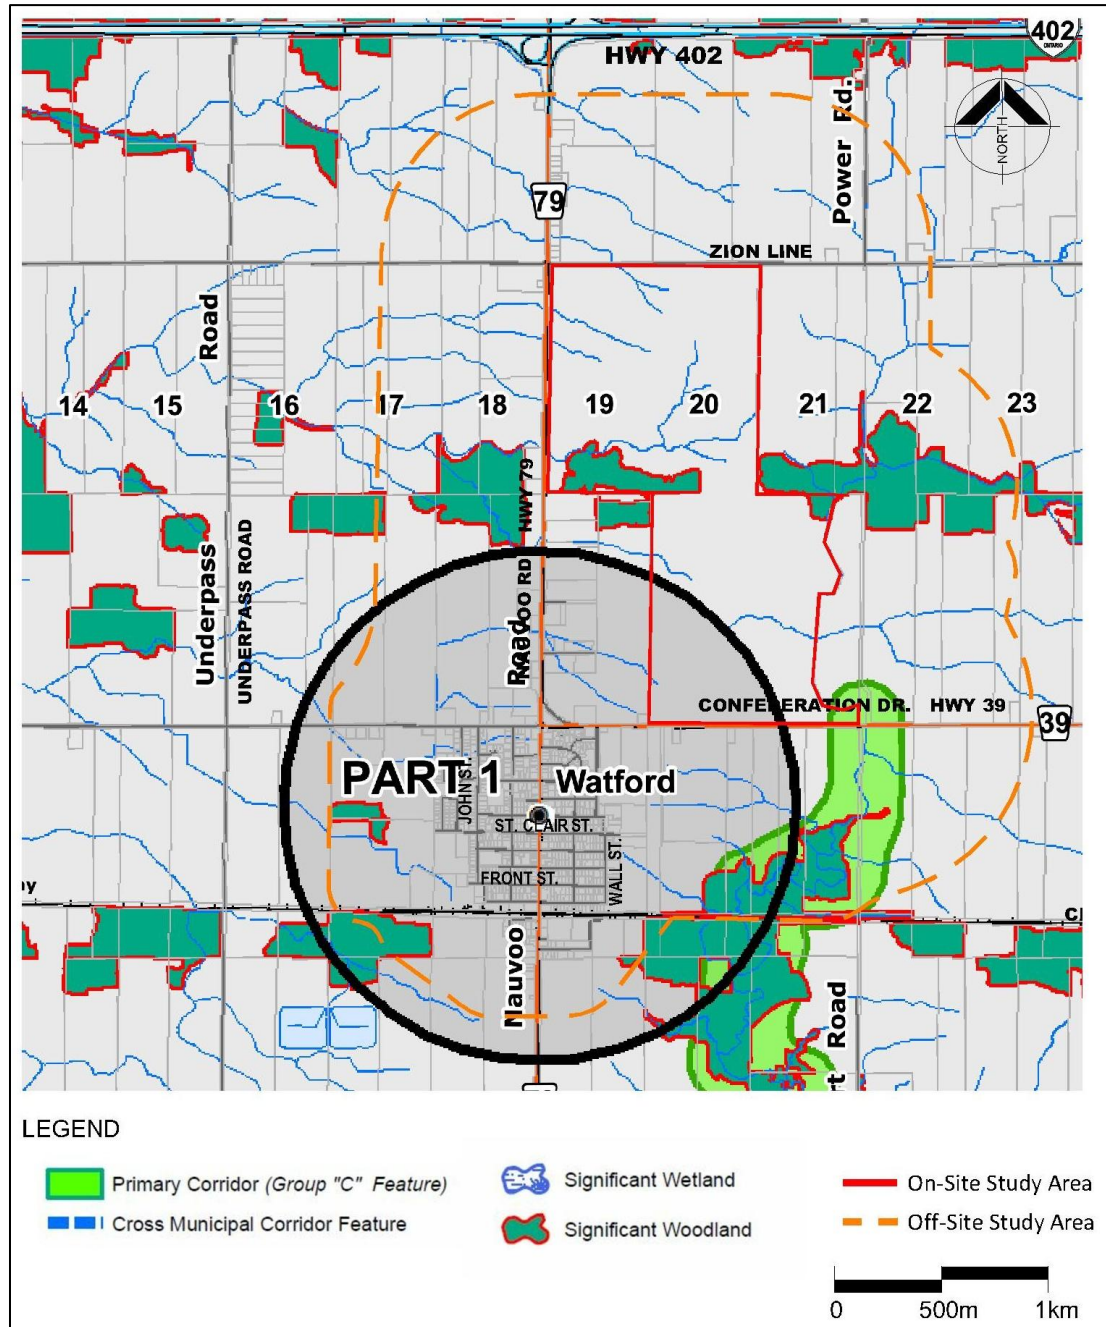 402
ONTARIO
HWY 402
Power Rd.
NORTH
79
ZION LINE
Road
14 15 16 17 18 19 20 21 22 23
HWY 79
NAUVOO RD
Road
Underpass
UNDERPASS ROAD
CONFEDERATION DR. HWY 39
39
PART 1
JOHN ST.
Watford
ST. CLAIR ST.
FRONT ST.
WALL ST.
Nauvoo
Road
LEGEND
Primary Corridor (Group "C" Feature)
Cross Municipal Corridor Feature
Significant Wetland
Significant Woodland
On-Site Study Area
Off-Site Study Area
0 500m 1km